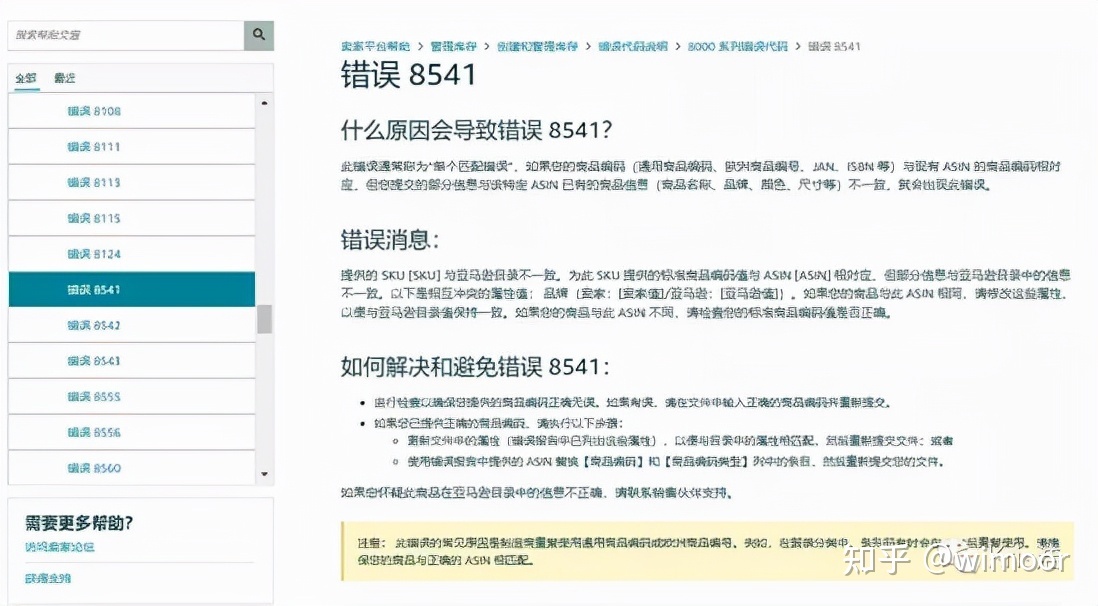 搜索帮助文章
全部 最近
错误 8108
错误 8111
错误 8113
错误 8115
错误 8124
错误 8541
错误 8542
错误 8543
错误 8555
错误 8556
错误 8560
需要更多帮助?
访问卖家论坛
获得支持
卖家平台帮助 > 管理库存 > 创建和管理库存 > 错误代码说明 > 8000 系列错误代码 > 错误 8541
错误 8541
什么原因会导致错误 8541?
此错误通常称为“单个匹配错误”。如果您的商品编码(通用商品编码、欧洲商品编号、JAN、ISBN 等)与现有 ASIN 的商品编码相对
应,但您提交的部分信息与该特定 ASIN 已有的商品信息(商品名称、品牌、颜色、尺寸等)不一致,就会出现此错误。
错误消息:
提供的 SKU [SKU] 与亚马逊目录不一致。为此 SKU 提供的标准商品编码值与 ASIN [ASIN] 相对应,但部分信息与亚马逊目录中的信息
不一致。以下是相互冲突的属性值: 品牌(卖家:[卖家值]/亚马逊:[亚马逊值])。如果您的商品与此 ASIN 相同,请修改这些属性,
以便与亚马逊目录值保持一致。如果您的商品与此 ASIN 不同,请检查您的标准商品编码值是否正确。
如何解决和避免错误 8541:
进行检查以确保您提供的商品编码正确无误。如果有误,请在文件中输入正确的商品编码并重新提交。
如果您已提供正确的商品编码,请执行以下步骤:
更新文件中的属性(错误报告中已列出这些属性),以便与目录中的属性相匹配,然后重新提交文件;或者
使用错误报告中提供的 ASIN 替换【商品编码】和【商品编码类型】列中的条目,然后重新提交您的文件。
如果您怀疑此商品在亚马逊目录中的信息不正确,请联系销售伙伴支持。
注意: 此错误的常见原因是制造商重复使用通用商品编码或欧洲商品编号。例如,在某些分类中,
保您的商品与正确的 ASIN 相匹配。
知乎 @wimoor